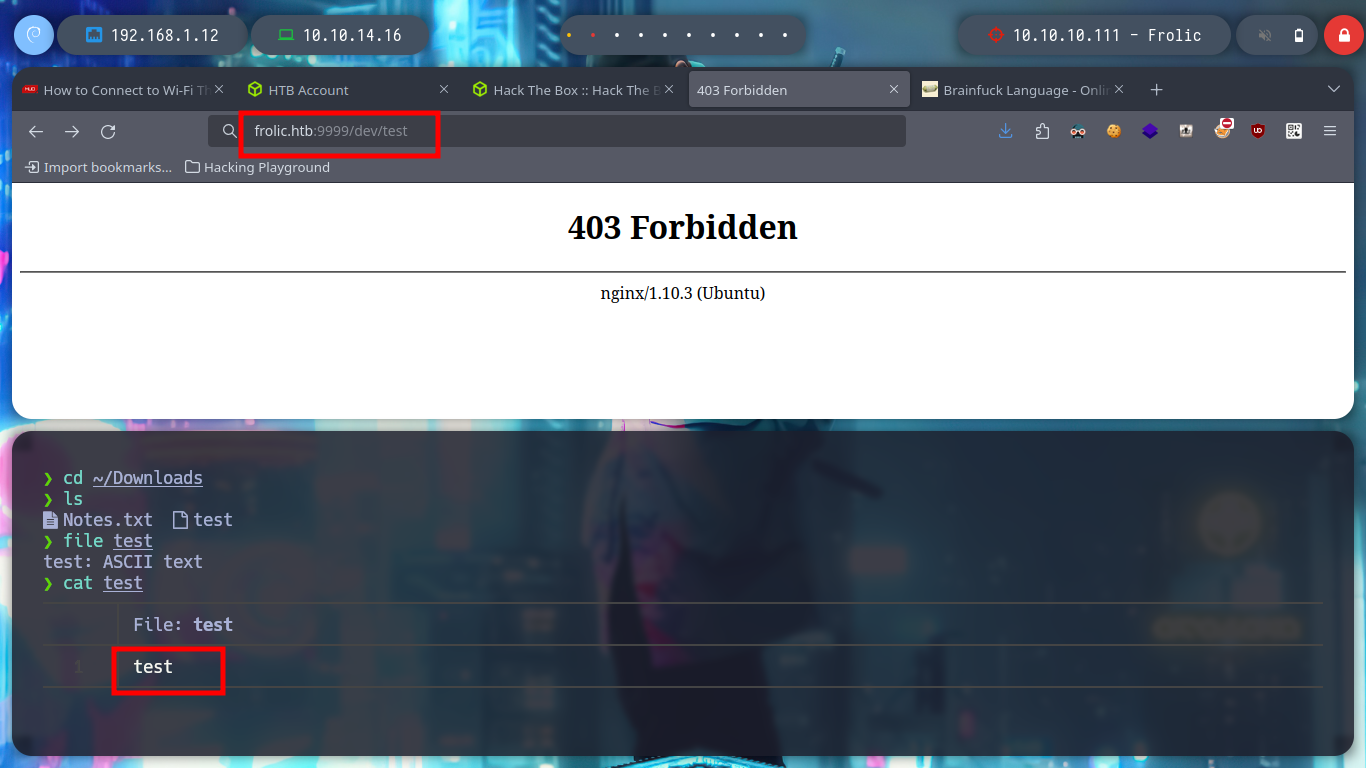 192.168.1.12
10.10.14.16
10.10.10.111 - Frolic
How to Connect to Wi-Fi Th
HTB Account
Hack The Box :: Hack The B
403 Forbidden
Brainfuck Language - Onlin
frolic.htb:9999/dev/test
Import bookmarks...
Hacking Playground
403 Forbidden
nginx/1.10.3 (Ubuntu)
❯ cd ~/Downloads
❯ ls
Notes.txt test
❯ file test
test: ASCII text
❯ cat test
File: test
1 test